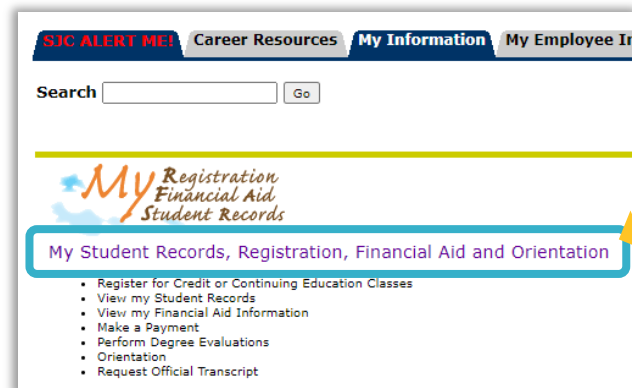 SJC ALERT ME! Career Resources My Information My Employee
Search Go
My Registration
Financial Aid
Student Records
My Student Records, Registration, Financial Aid and Orientation
• Register for Credit or Continuing Education Classes
• View my Student Records
• View my Financial Aid Information
• Make a Payment
• Perform Degree Evaluations
• Orientation
• Request Official Transcript